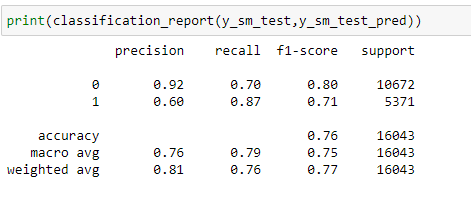 print(classification_report(y_sm_test,y_sm_test_pred))
precision recall f1-score support
0 0.92 0.70 0.80 10672
1 0.60 0.87 0.71 5371
accuracy 0.76 16043
macro avg 0.76 0.79 0.75 16043
weighted avg 0.81 0.76 0.77 16043